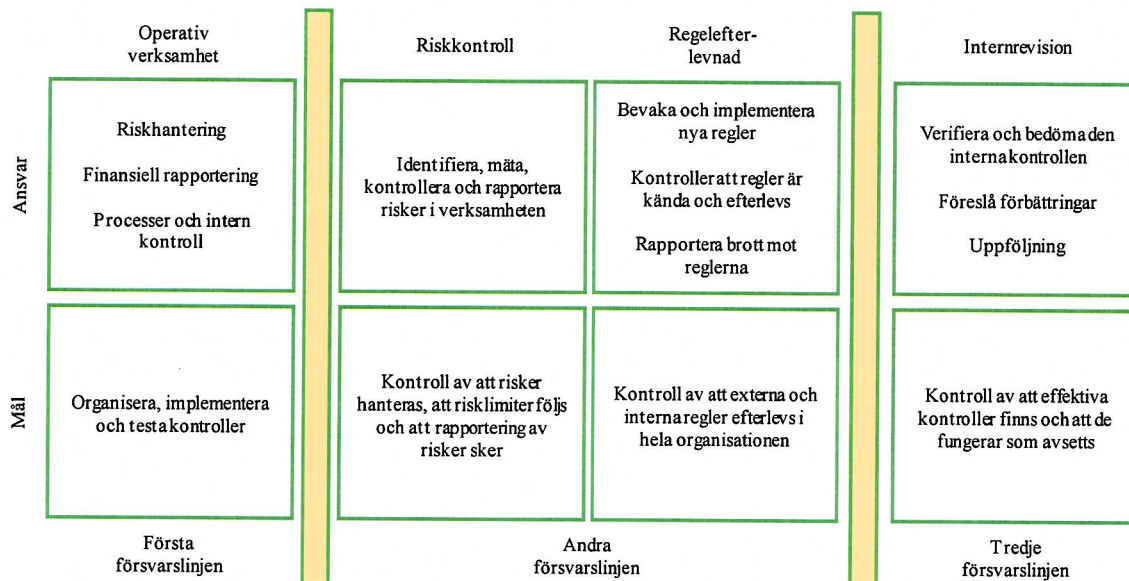 Operativ
verksamhet
Riskkontroll
Regelefter-
levnad
Internrevision
Ansvar
Riskhantering
Finansiell rapportering
Processer och intern
kontroll
Identifiera, mäta,
kontrollera och rapportera
risker i verksamheten
Bevaka och implementera
nya regler
Kontroller att regler är
kända och efterlevs
Rapportera brott mot
reglerna
Verifiera och bedöma den
interna kontrollen
Föreslå förbättringar
Uppföljning
Mål
Organisera, implementera
och testa kontroller
Kontroll av att risker
hanteras, att risklimiter följs
och att rapportering av
risker sker
Kontroll av att externa och
interna regler efterlevs i
hela organisationen
Kontroll av att effektiva
kontroller finns och att de
fungerar som avsetts
Första
försvarslinjen
Andra
försvarslinjen
Tredje
försvarslinjen